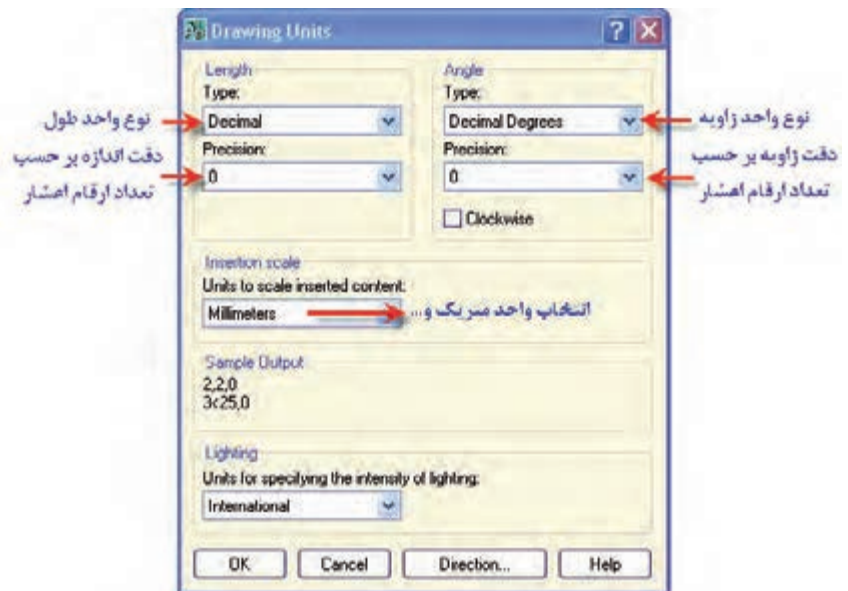 Drawing Units
Length
Type:
Decimal
Precision:
0
Angle
Type:
Decimal Degrees
Precision:
0
Clockwise
نوع واحد طول
دقت اندازه بر حسب
تعداد ارقام اعشار
نوع واحد زاویه
دقت زاویه بر حسب
تعداد ارقام اعشار
Insertion scale
Units to scale inserted content:
Millimeters
انتخاب واحد متریک و...
Sample Output
2,2,0
3<25,0
Lighting
Units for specifying the intensity of lighting:
International
OK
Cancel
Direction...
Help